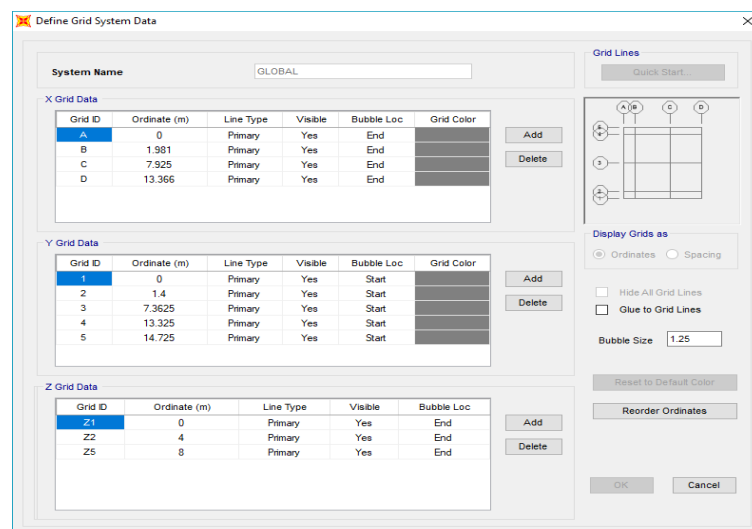 Define Grid System Data
System Name GLOBAL
X Grid Data
Grid ID Ordinate (m) Line Type Visible Bubble Loc Grid Color
A 0 Primary Yes End
B 1.981 Primary Yes End
C 7.925 Primary Yes End
D 13.366 Primary Yes End
Add
Delete
Y Grid Data
Grid ID Ordinate (m) Line Type Visible Bubble Loc Grid Color
1 0 Primary Yes Start
2 1.4 Primary Yes Start
3 7.3625 Primary Yes Start
4 13.325 Primary Yes Start
5 14.725 Primary Yes Start
Add
Delete
Z Grid Data
Grid ID Ordinate (m) Line Type Visible Bubble Loc
Z1 0 Primary Yes End
Z2 4 Primary Yes End
Z5 8 Primary Yes End
Add
Delete
Grid Lines
Quick Start...
A B C D
5
4
3
2
1
Display Grids as
Ordinates Spacing
Hide All Grid Lines
Glue to Grid Lines
Bubble Size 1.25
Reset to Default Color
Reorder Ordinates
OK Cancel